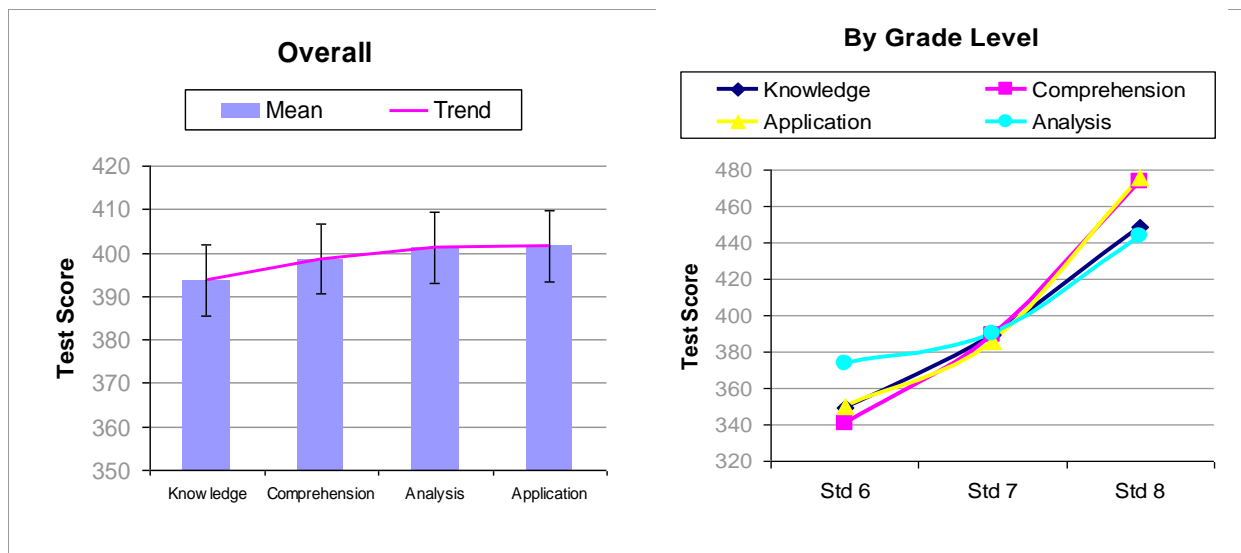 Overall
Mean Trend
420
410
400
390
380
370
360
350
Test Score
Knowledge Comprehension Analysis Application
By Grade Level
Knowledge Comprehension
Application Analysis
480
460
440
420
400
380
360
340
320
Test Score
Std 6 Std 7 Std 8